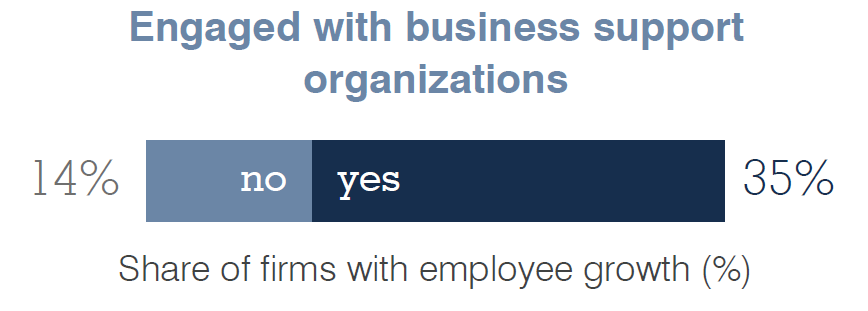 Engaged with business support
organizations
14% no yes 35%
Share of firms with employee growth (%)